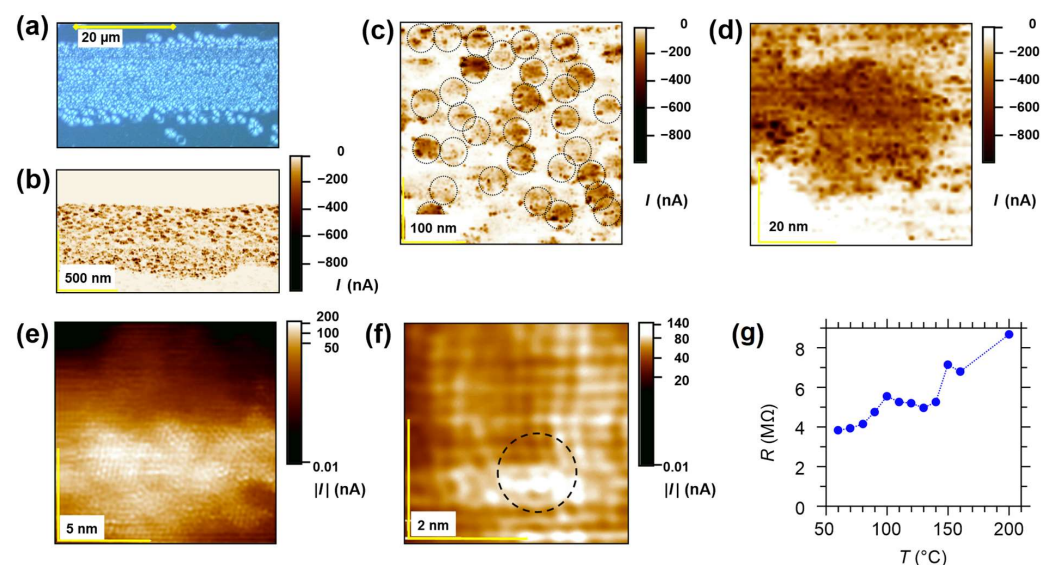 (a)
20 μm
(b)
0
−200
−400
−600
−800
500 nm
I (nA)
(c)
0
−200
−400
−600
−800
100 nm
I (nA)
(d)
0
−200
−400
−600
−800
20 nm
I (nA)
(e)
200
100
50
0.01
5 nm
|I| (nA)
(f)
140
80
40
20
0.01
2 nm
|I| (nA)
(g)
R (MΩ)
8
6
4
2
0
50 100 150 200
T (°C)